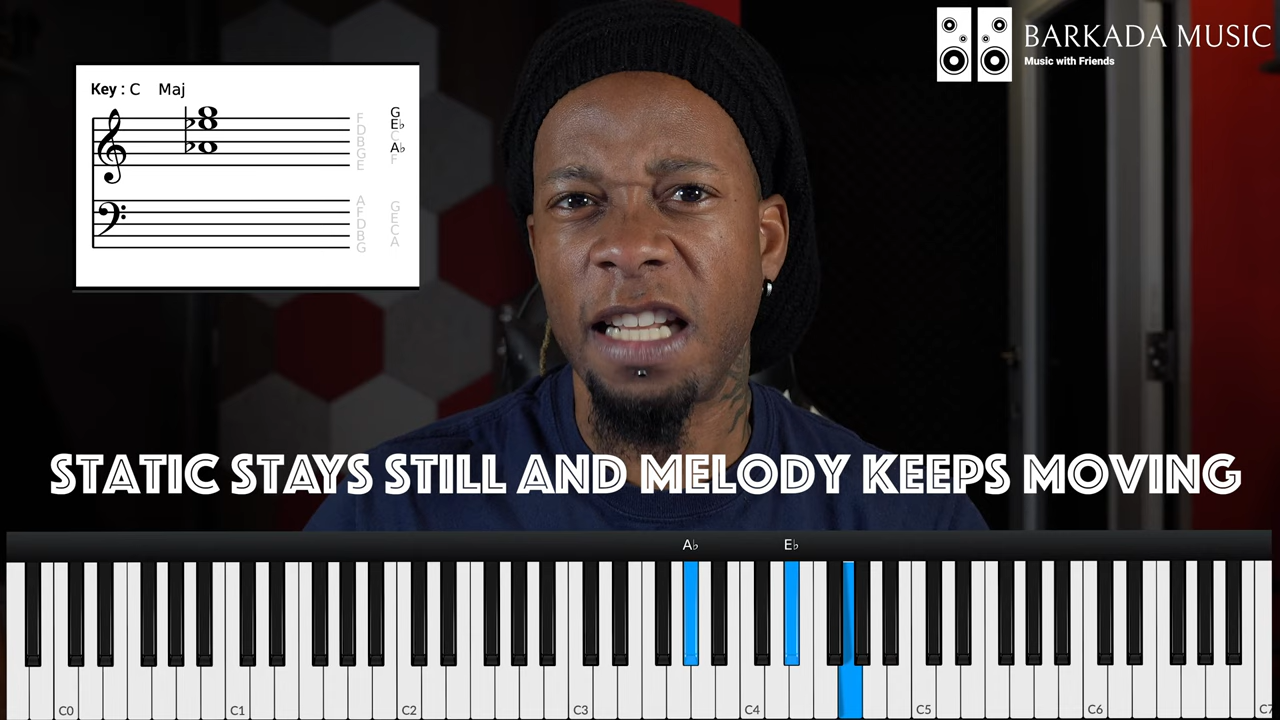 BARKADA MUSIC
Music with Friends
Key : C Maj
F
D
B
G
E
G
E♭
C
A♭
F
A
F
D
B
G
G
E
C
A
STATIC STAYS STILL AND MELODY KEEPS MOVING
A♭ E♭
C0 C1 C2 C3 C4 C5 C6 C7